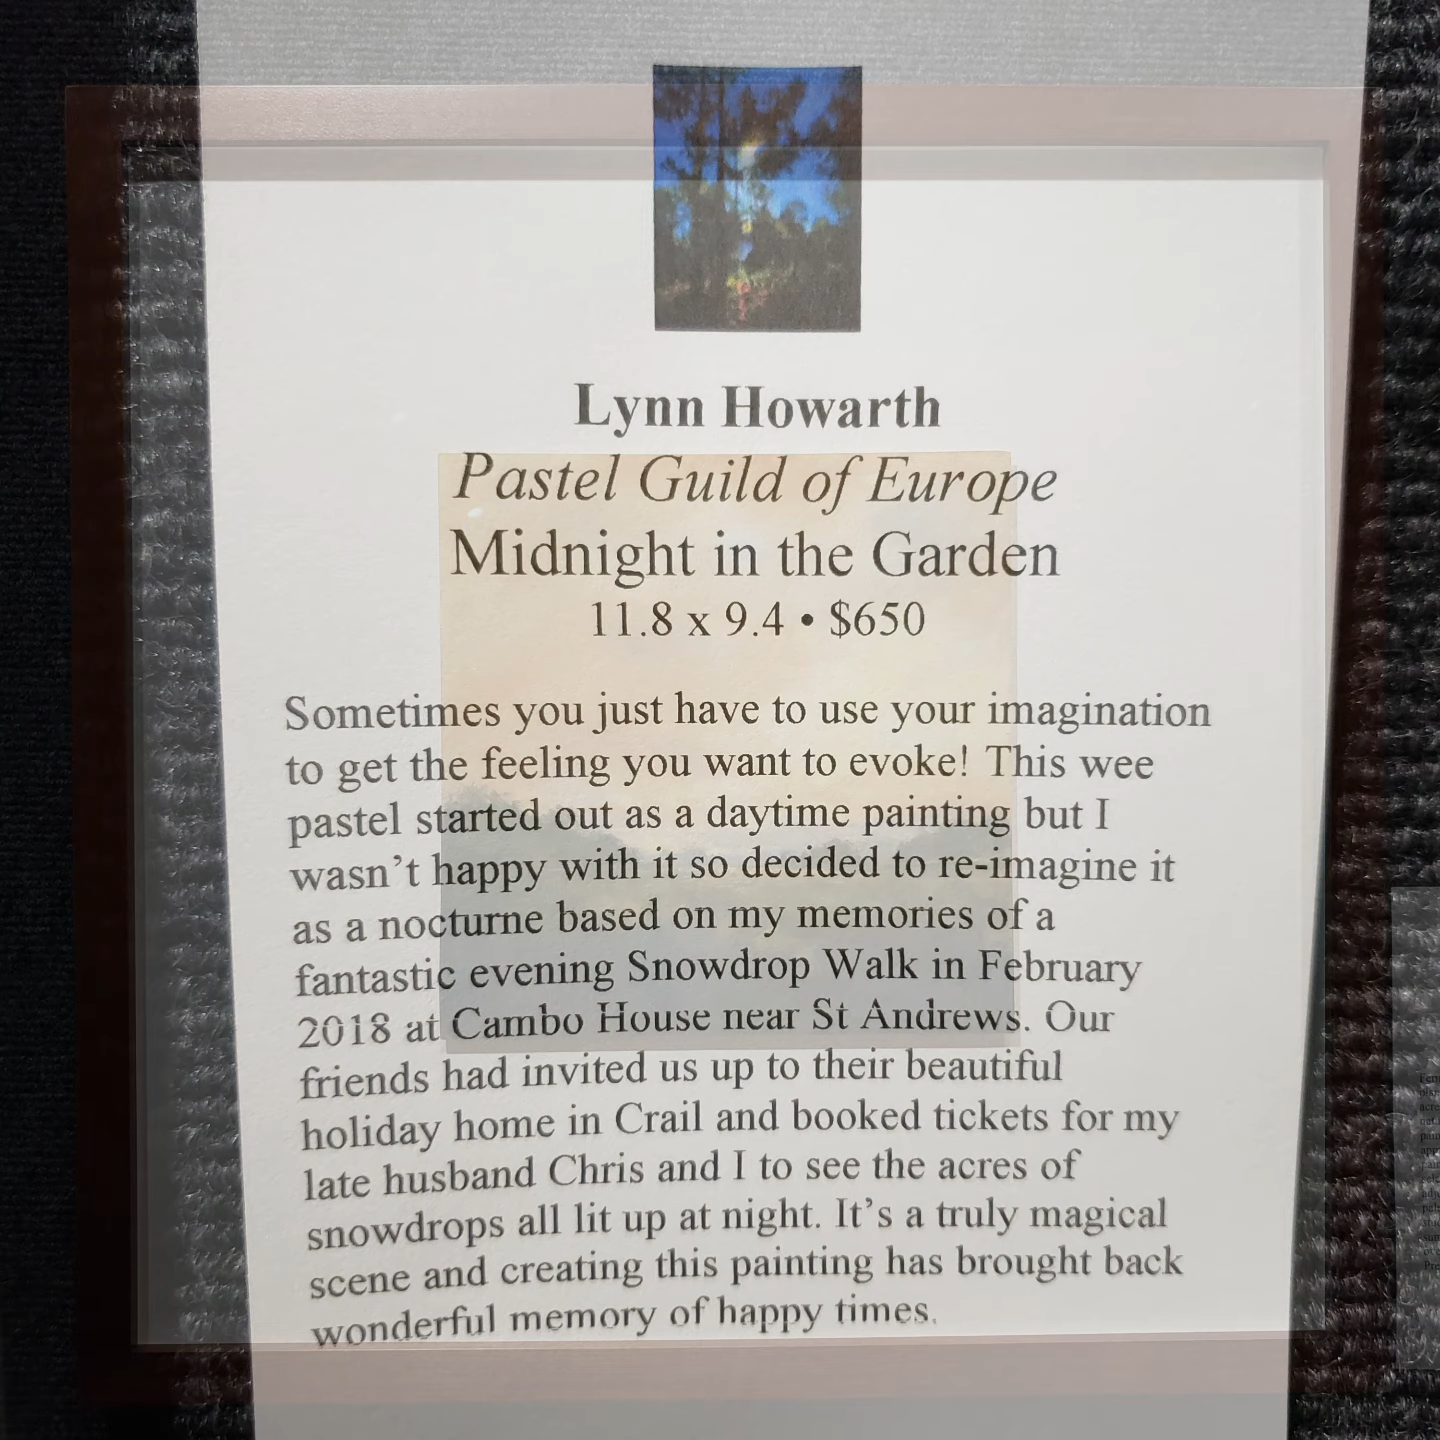 Lynn Howarth
Pastel Guild of Europe
Midnight in the Garden
11.8 x 9.4 • $650
Sometimes you just have to use your imagination
to get the feeling you want to evoke! This wee
pastel started out as a daytime painting but I
wasn't happy with it so decided to re-imagine it
as a nocturne based on my memories of a
fantastic evening Snowdrop Walk in February
2018 at Cambo House near St Andrews. Our
friends had invited us up to their beautiful
holiday home in Crail and booked tickets for my
late husband Chris and I to see the acres of
snowdrops all lit up at night. It's a truly magical
scene and creating this painting has brought back
wonderful memory of happy times.